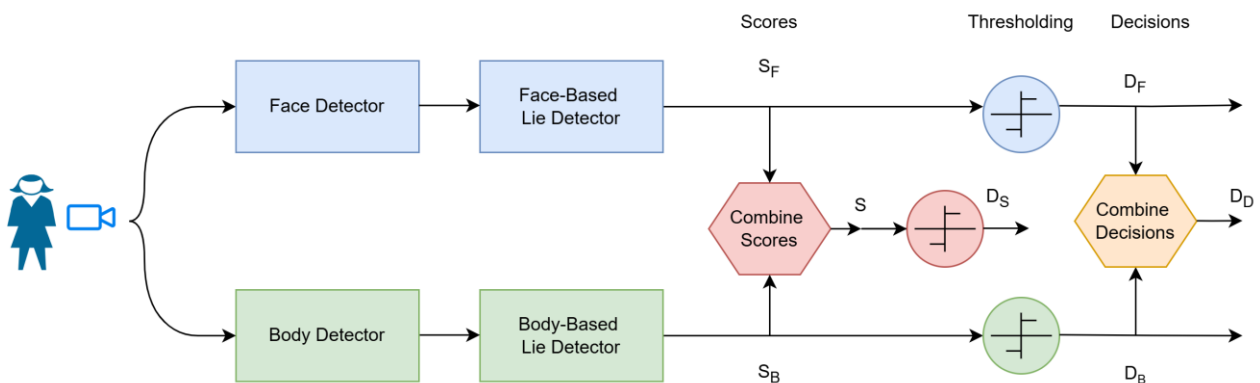 Scores
Thresholding
Decisions
S_F
D_F
Face Detector
Face-Based
Lie Detector
Combine
Scores
S
D_S
Combine
Decisions
D_D
Body Detector
Body-Based
Lie Detector
S_B
D_B